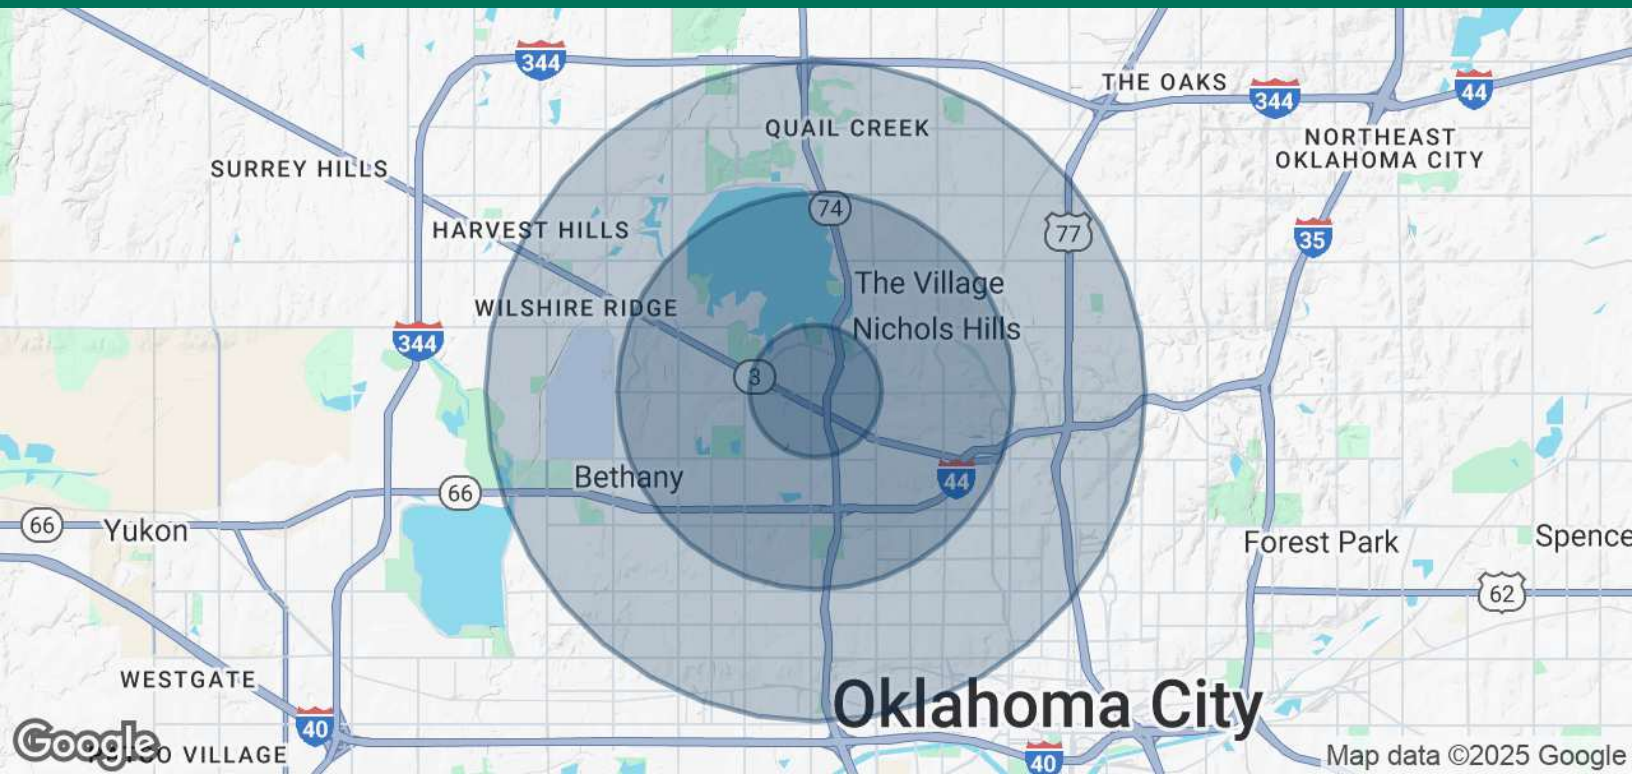 344
THE OAKS
344
44
QUAIL CREEK
NORTHEAST
OKLAHOMA CITY
SURREY HILLS
74
HARVEST HILLS
77
35
The Village
WILSHIRE RIDGE
Nichols Hills
344
3
Bethany
44
66
66
Yukon
Forest Park
Spence
62
WESTGATE
Oklahoma City
40
Google
VILLAGE
40
Map data ©2025 Google